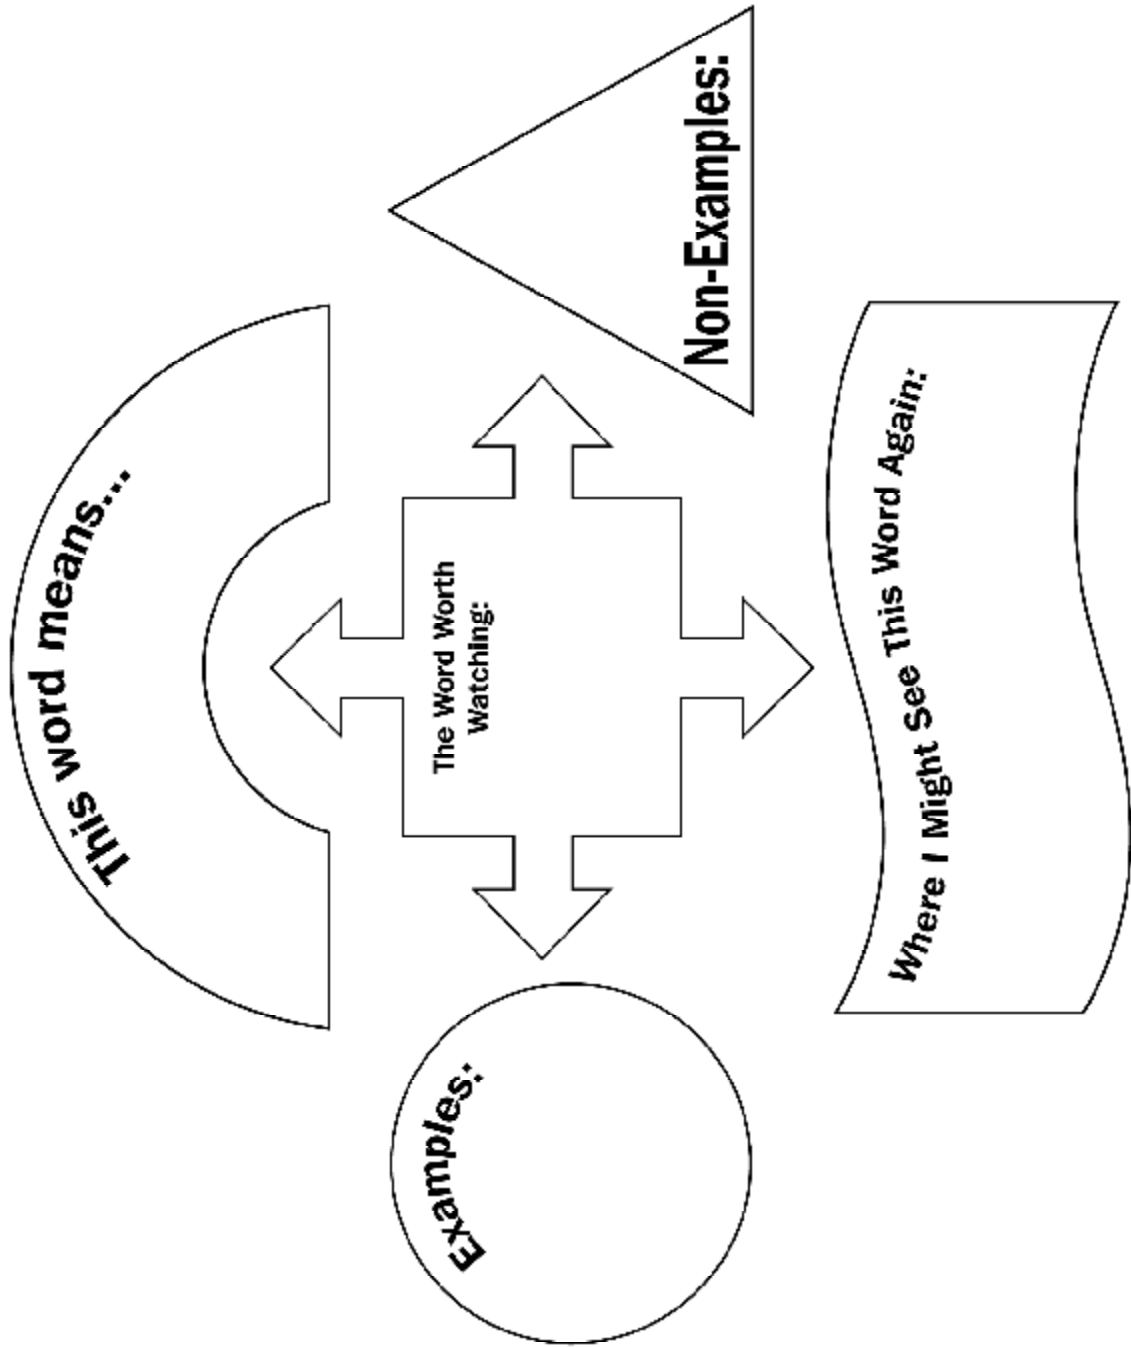 This word means...
The Word Worth
Watching:
Examples:
Non-Examples:
Where I Might See This Word Again: